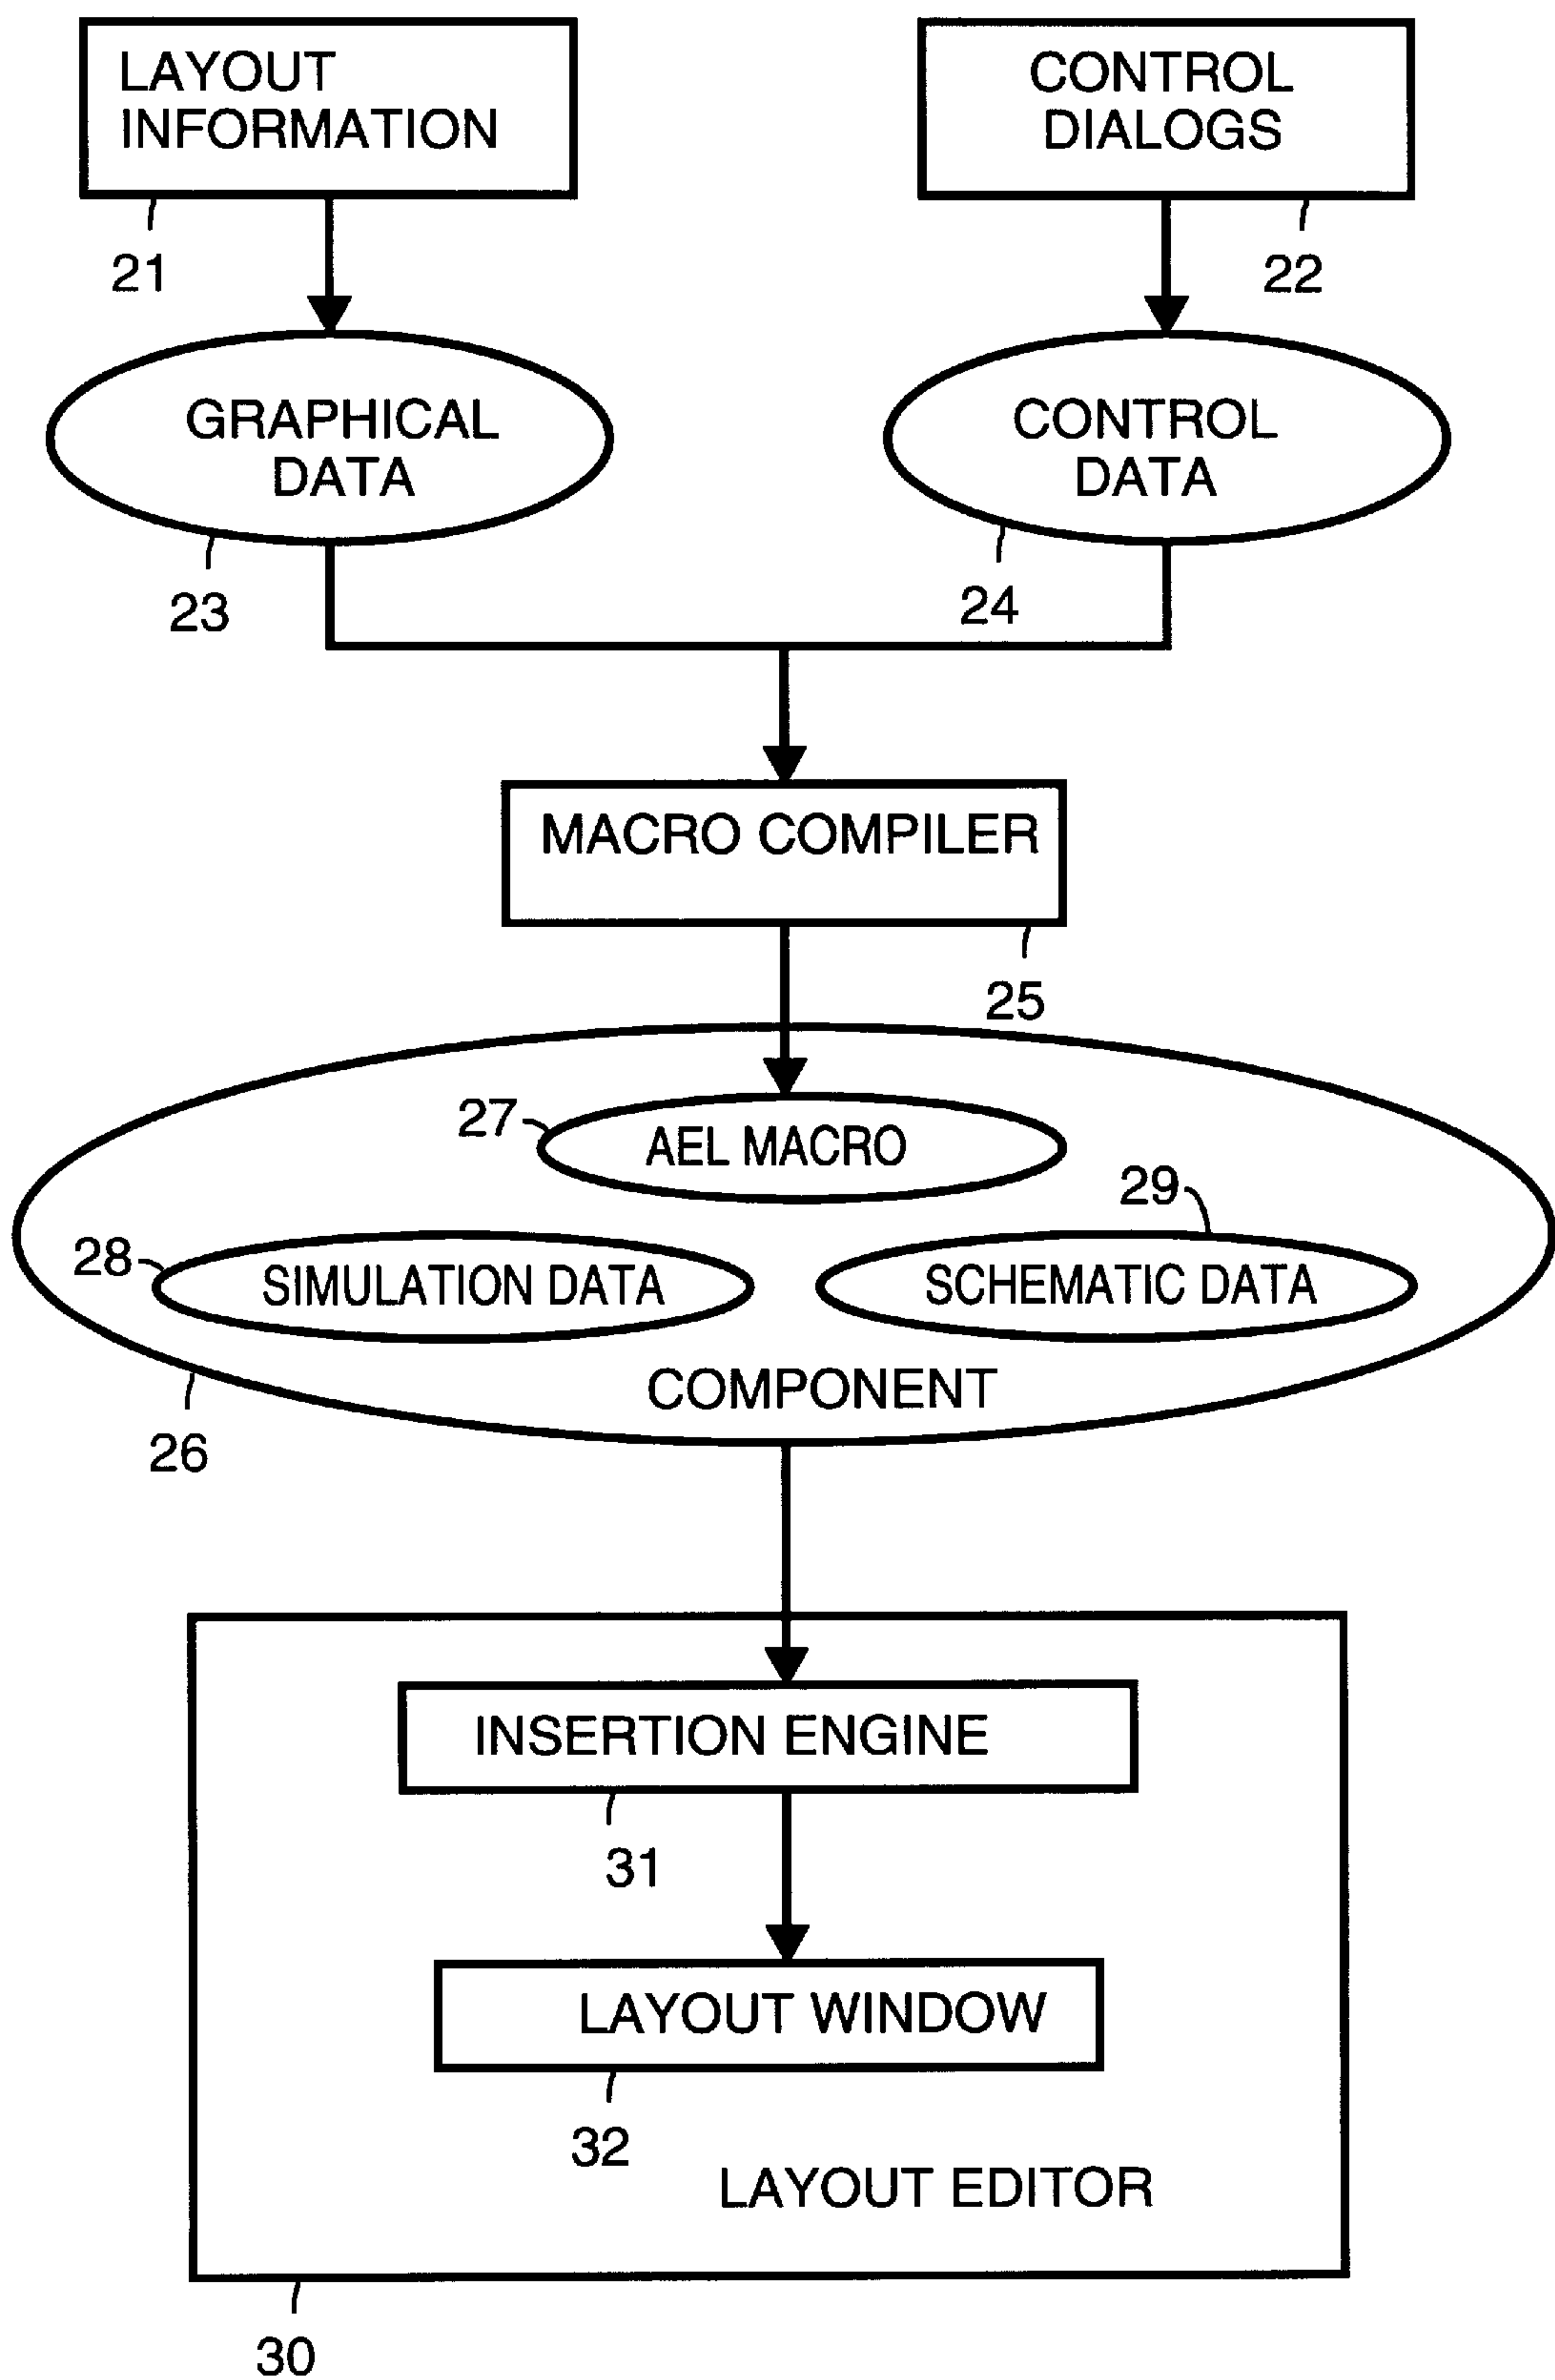 LAYOUT
INFORMATION
CONTROL
DIALOGS
21
22
GRAPHICAL
DATA
CONTROL
DATA
23
24
MACRO COMPILER
25
27
AEL MACRO
29
28
SIMULATION DATA
SCHEMATIC DATA
COMPONENT
26
INSERTION ENGINE
31
LAYOUT WINDOW
32
LAYOUT EDITOR
30